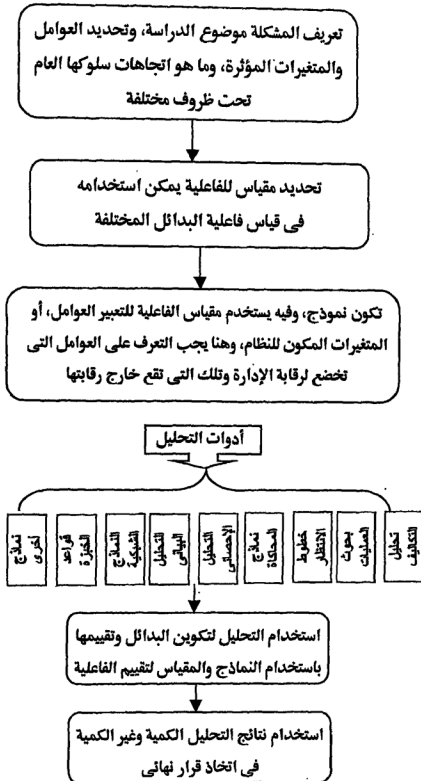 تعريف المشكلة موضوع الدراسة، وتحديد العوامل
والمتغيرات المؤثرة، وما هو اتجاهات سلوكها العام
تحت ظروف مختلفة
تحديد مقياس للفاعلية يمكن استخدامه
فى قياس فاعلية البدائل المختلفة
تكون نموذج، وفيه يستخدم مقياس الفاعلية للتعبير العوامل، أو
المتغيرات المكون للنظام، وهنا يجب التعرف على العوامل التى
تخضع لرقابة الإدارة وتلك التى تقع خارج رقابتها
أدوات التحليل
تحليل
التكاليف
بحوث
العمليات
خطوط
الانتظار
نماذج
المحاكاة
التحليل
الإحصائى
التحليل
البيانى
النماذج
الشبكية
قواعد
الخبرة
نماذج
أخرى
استخدام التحليل لتكوين البدائل وتقييمها
باستخدام النماذج والمقياس لتقييم الفاعلية
استخدام نتائج التحليل الكمية وغير الكمية
فى اتخاذ قرار نهائى